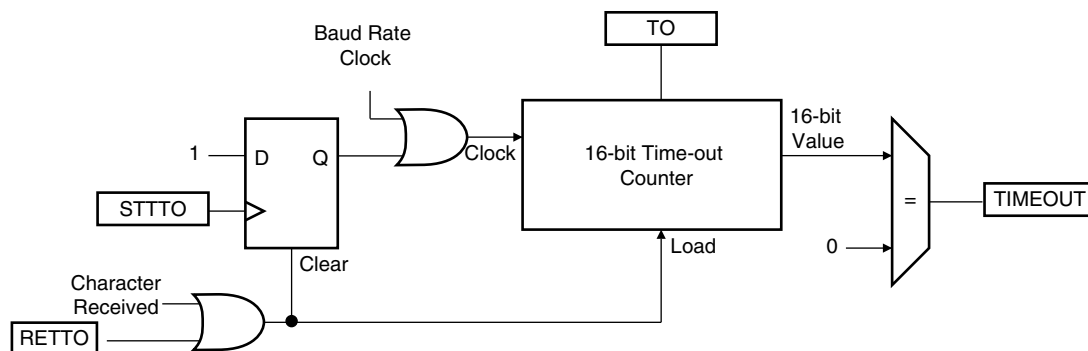 TO
Baud Rate
Clock
16-bit
Value
1
D
Q
Clock
16-bit Time-out
Counter
=
TIMEOUT
STTTO
0
Clear
Load
Character
Received
RETTO